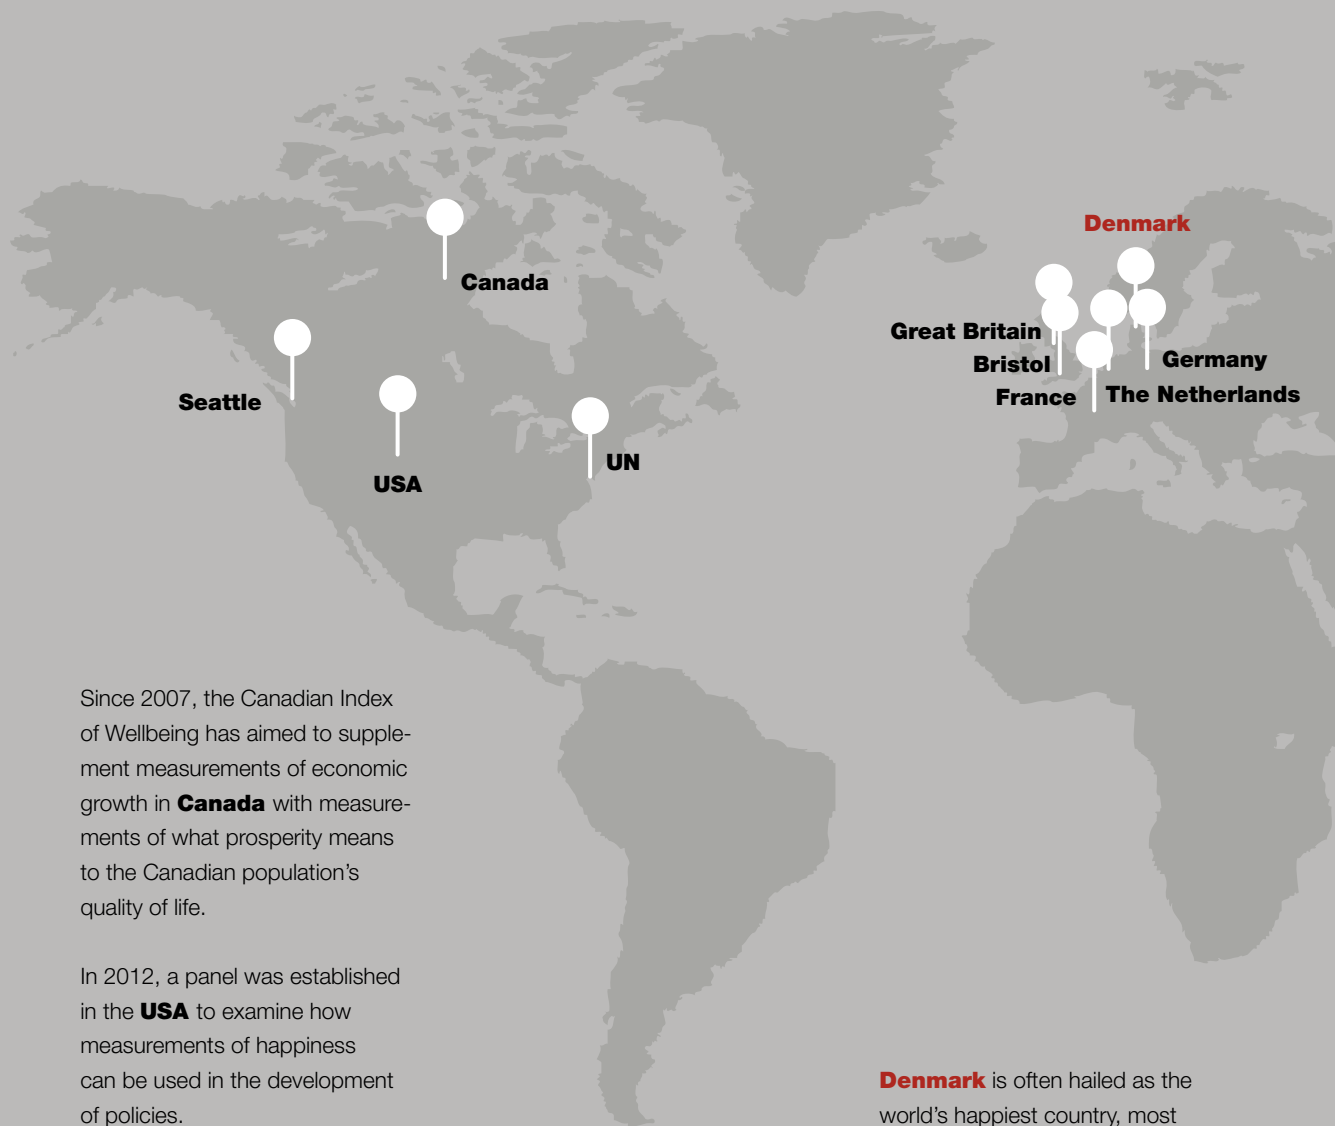 Denmark
Canada
Great Britain
Bristol
Germany
France
The Netherlands
Seattle
UN
USA
Since 2007, the Canadian Index
of Wellbeing has aimed to supple-
ment measurements of economic
growth in Canada with measure-
ments of what prosperity means
to the Canadian population’s
quality of life.
In 2012, a panel was established
in the USA to examine how
measurements of happiness
can be used in the development
of policies.
Denmark is often hailed as the
world’s happiest country, most